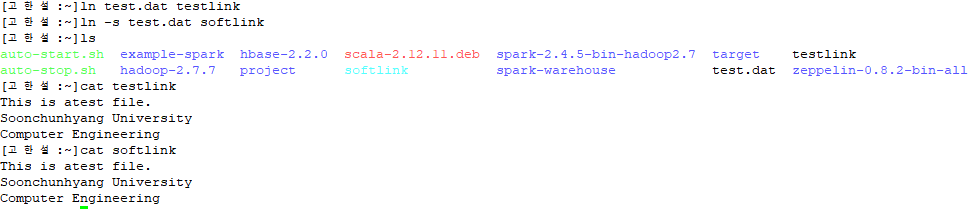 [고 한 설 :~]ln test.dat testlink
[고 한 설 :~]ln -s test.dat softlink
[고 한 설 :~]ls
auto-start.sh  example-spark  hbase-2.2.0  scala-2.12.11.deb  spark-2.4.5-bin-hadoop2.7  target    testlink
auto-stop.sh   hadoop-2.7.7   project      softlink           spark-warehouse            test.dat  zeppelin-0.8.2-bin-all
[고 한 설 :~]cat testlink
This is atest file.
Soonchunhyang University
Computer Engineering
[고 한 설 :~]cat softlink
This is atest file.
Soonchunhyang University
Computer Engineering